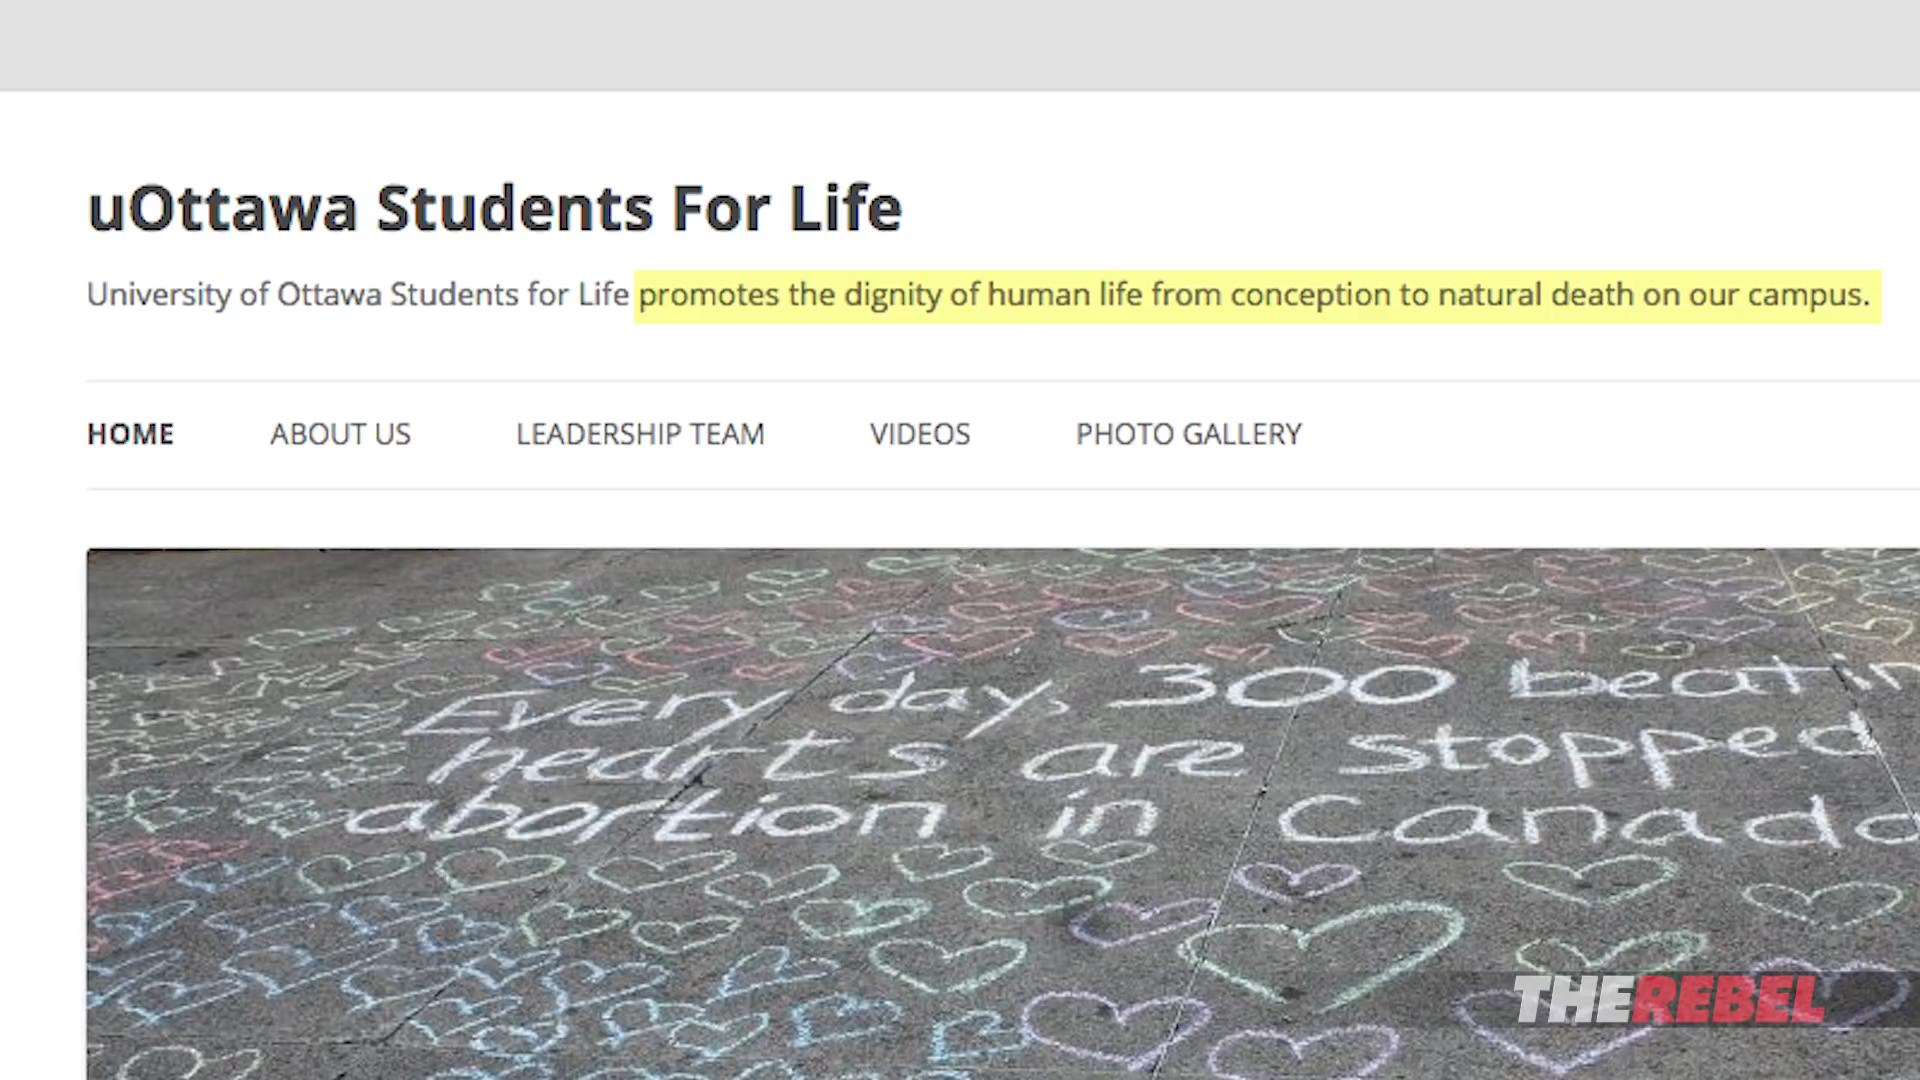 uOttawa Students For Life
University of Ottawa Students for Life promotes the dignity of human life from conception to natural death on our campus.
HOME ABOUT US LEADERSHIP TEAM VIDEOS PHOTO GALLERY
Every day, 300
hearts are stopped
abortion in
THE REBEL